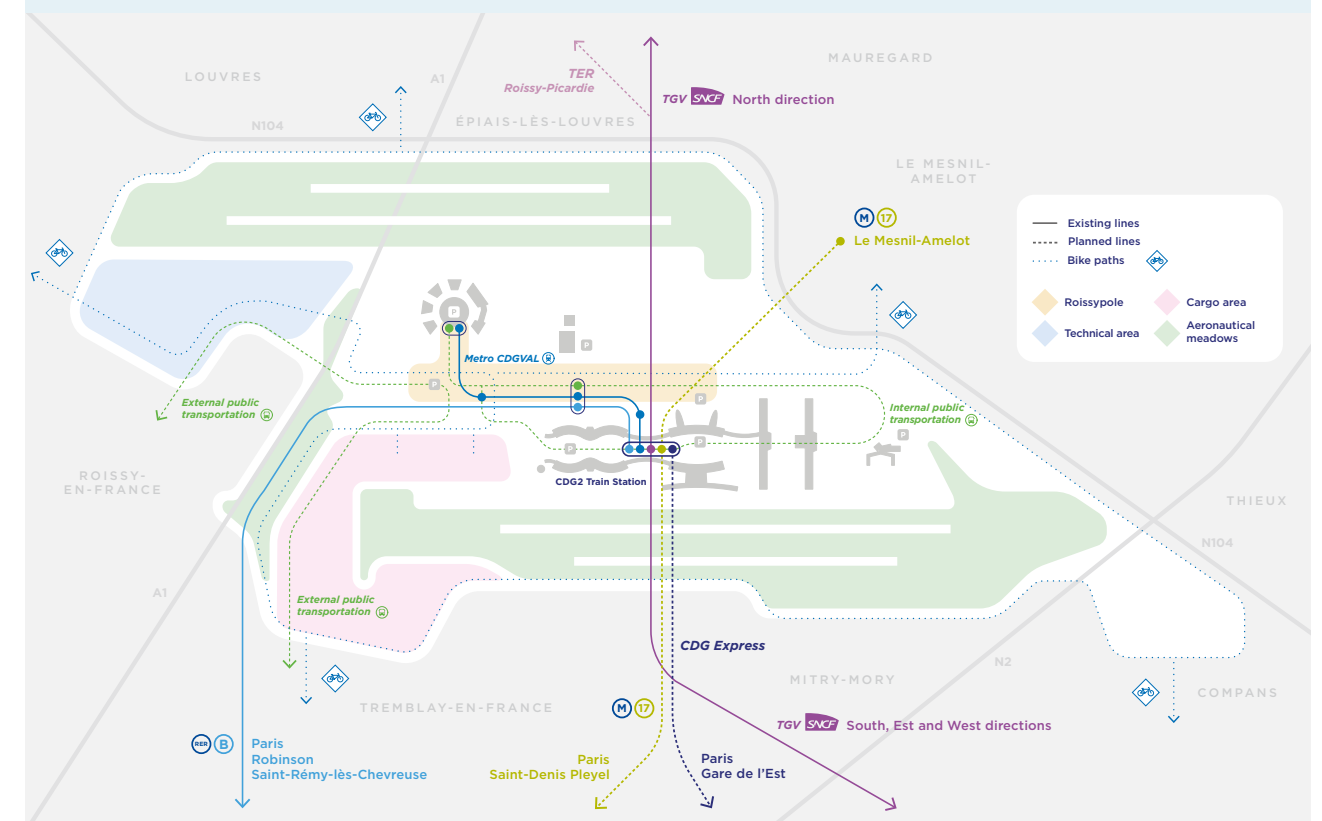 LOUVRES
A1
N104
TER
Roissy-Picardie
TGV SNCF North direction
MAUREGARD
ÉPIAIS-LÈS-LOUVRES
LE MESNIL-
AMELOT
M 17
Le Mesnil-Amelot
Existing lines
Planned lines
Bike paths
Roissypole
Cargo area
Technical area
Aeronautical
meadows
P
P
Metro CDGVAL
P
P
External public
transportation
Internal public
transportation
P
P
P
CDG2 Train Station
ROISSY-
EN-FRANCE
THIEUX
N104
A1
External public
transportation
CDG Express
N2
MITRY-MORY
COMPANS
TREMBLAY-EN-FRANCE
M 17
TGV SNCF South, Est and West directions
RER B
Paris
Robinson
Saint-Rémy-lès-Chevreuse
Paris
Saint-Denis Pleyel
Paris
Gare de l'Est